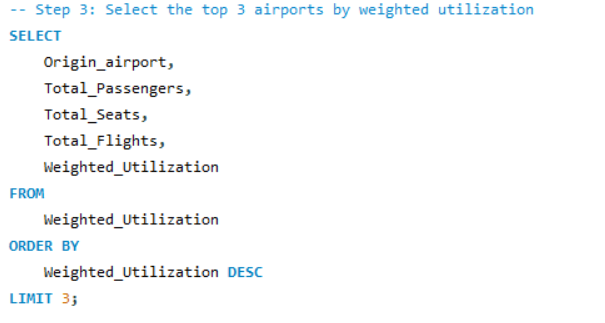 -- Step 3: Select the top 3 airports by weighted utilization
SELECT
    Origin_airport,
    Total_Passengers,
    Total_Seats,
    Total_Flights,
    Weighted_Utilization
FROM
    Weighted_Utilization
ORDER BY
    Weighted_Utilization DESC
LIMIT 3;